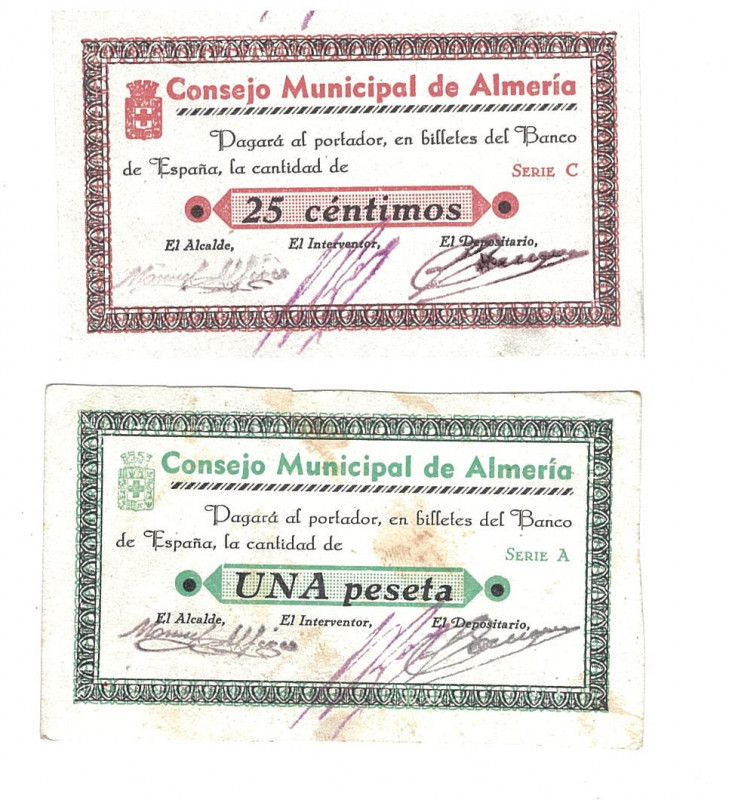 Consejo Municipal de Almería
Pagará al portador, en billetes del Banco
de España, la cantidad de
SERIE C
25 céntimos
El Alcalde, El Interventor, El Depositario,
Consejo Municipal de Almería
Pagará al portador, en billetes del Banco
de España, la cantidad de
SERIE A
UNA peseta
El Alcalde, El Interventor, El Depositario,